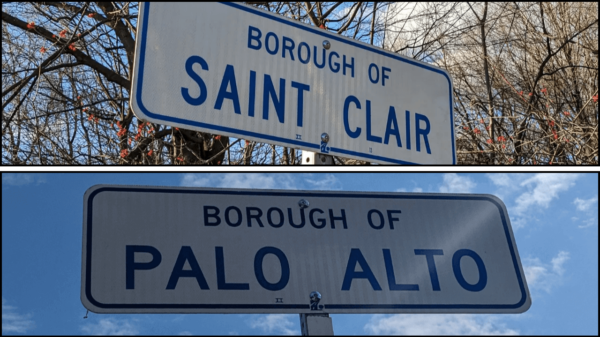 BOROUGH OF
SAINT CLAIR
BOROUGH OF
PALO ALTO